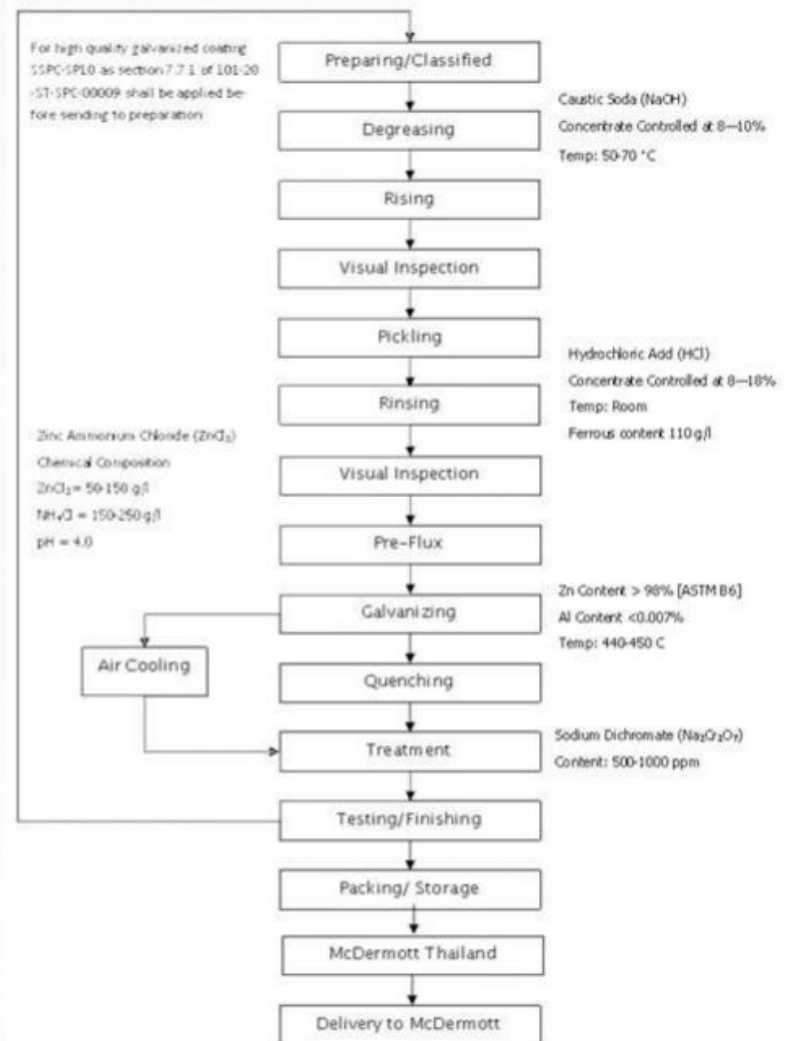 Preparing/Classified
For high quality galvanized coating
SSPC-SP10 as section 7.7.1 of 101-20
-ST-SPC-00009 shall be applied be-
fore sending to preparation
Degreasing
Caustic Soda (NaOH)
Concentrate Controlled at 8—10%
Temp: 50-70 °C
Rising
Visual Inspection
Pickling
Hydrochloric Acid (HCl)
Concentrate Controlled at 8—18%
Temp: Room
Ferrous content 110 g/l
Rinsing
Visual Inspection
Zinc Ammonium Chloride (ZnCl₂)
Chemical Composition
ZnCl₂ = 50-150 g/l
NH₄Cl = 150-250 g/l
pH = 4.0
Pre-Flux
Galvanizing
Zn Content > 98% [ASTM B6]
Al Content <0.007%
Temp: 440-450 C
Air Cooling
Quenching
Treatment
Sodium Dichromate (Na₂Cr₂O₇)
Content: 500-1000 ppm
Testing/Finishing
Packing/ Storage
McDermott Thailand
Delivery to McDermott